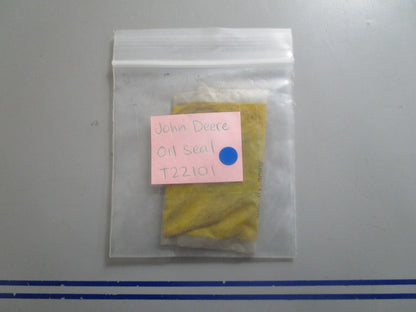 John Deere
Oil seal
T22101